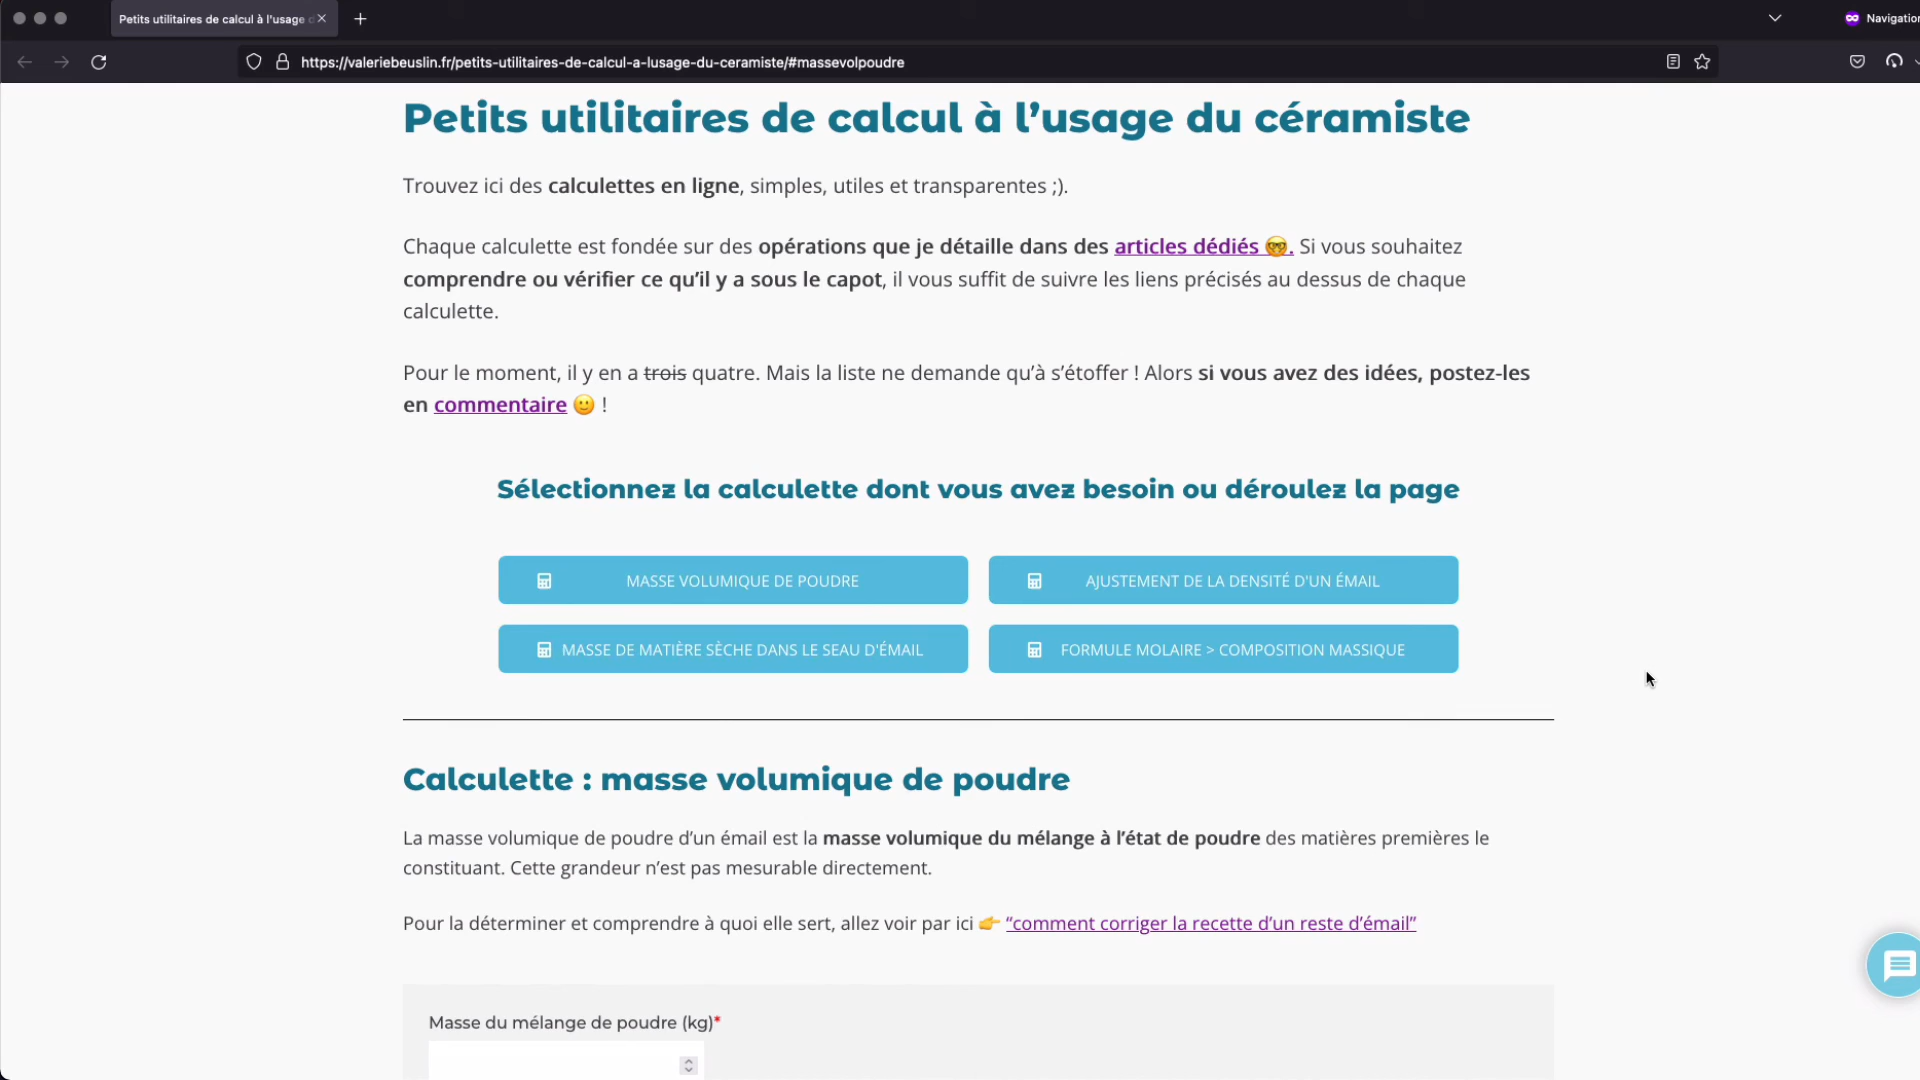 Petits utilitaires de calcul à l'usage d
Navigation
https://valeriebeuslin.fr/petits-utilitaires-de-calcul-a-lusage-du-ceramiste/#massevolpoudre
Petits utilitaires de calcul à l’usage du céramiste
Trouvez ici des calculettes en ligne, simples, utiles et transparentes ;).
Chaque calculette est fondée sur des opérations que je détaille dans des articles dédiés 🤓. Si vous souhaitez
comprendre ou vérifier ce qu’il y a sous le capot, il vous suffit de suivre les liens précisés au dessus de chaque
calculette.
Pour le moment, il y en a trois quatre. Mais la liste ne demande qu’à s’étoffer ! Alors si vous avez des idées, postez-les
en commentaire 🙂 !
Sélectionnez la calculette dont vous avez besoin ou déroulez la page
MASSE VOLUMIQUE DE POUDRE
AJUSTEMENT DE LA DENSITÉ D'UN ÉMAIL
MASSE DE MATIÈRE SÈCHE DANS LE SEAU D'ÉMAIL
FORMULE MOLAIRE > COMPOSITION MASSIQUE
Calculette : masse volumique de poudre
La masse volumique de poudre d’un émail est la masse volumique du mélange à l’état de poudre des matières premières le
constituant. Cette grandeur n’est pas mesurable directement.
Pour la déterminer et comprendre à quoi elle sert, allez voir par ici 👉 “comment corriger la recette d’un reste d’émail”
Masse du mélange de poudre (kg)*